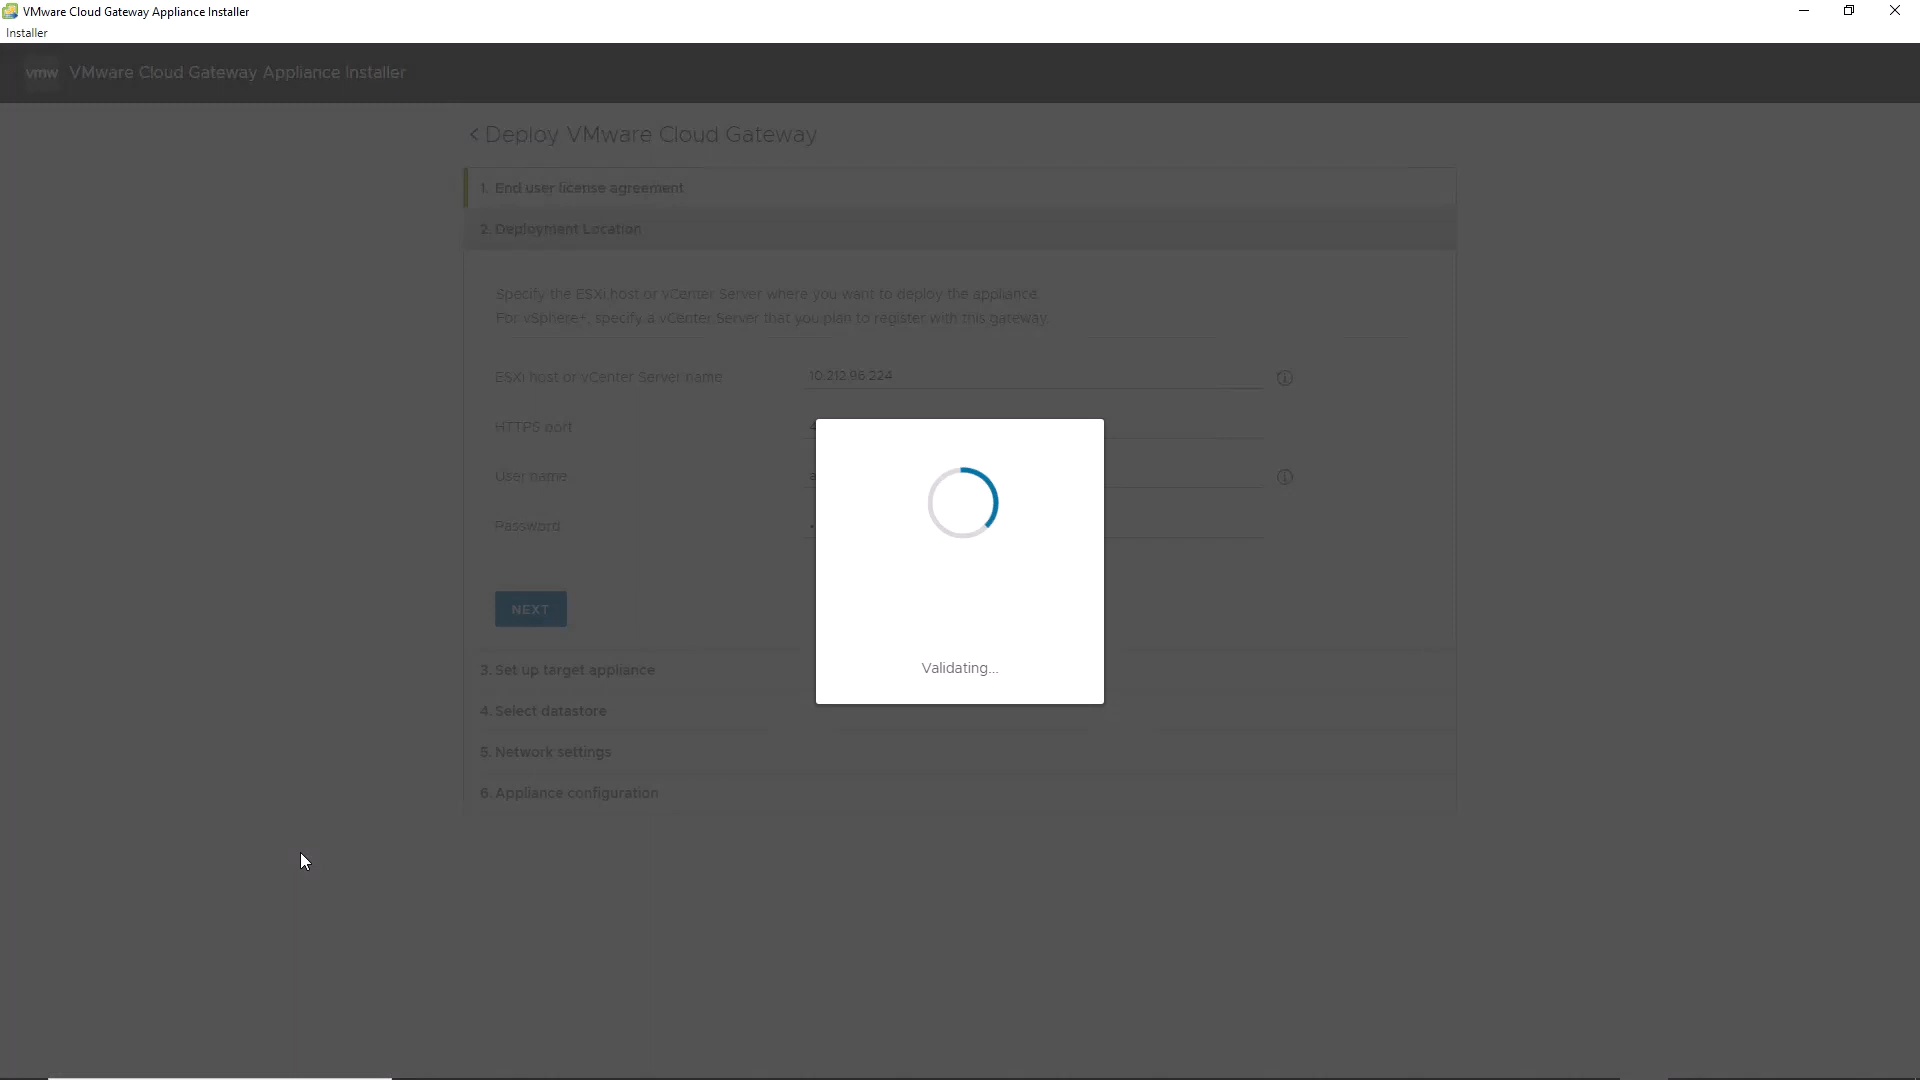 VMware Cloud Gateway Appliance Installer
Installer
vmw VMware Cloud Gateway Appliance Installer
< Deploy VMware Cloud Gateway
1. End user license agreement
2. Deployment Location
Specify the ESXi host or vCenter Server where you want to deploy the appliance.
For vSphere+, specify a vCenter Server that you plan to register with this gateway.
ESXi host or vCenter Server name 10.212.96.224
HTTPS port 4
User name a
Password
NEXT
Validating...
3. Set up target appliance
4. Select datastore
5. Network settings
6. Appliance configuration